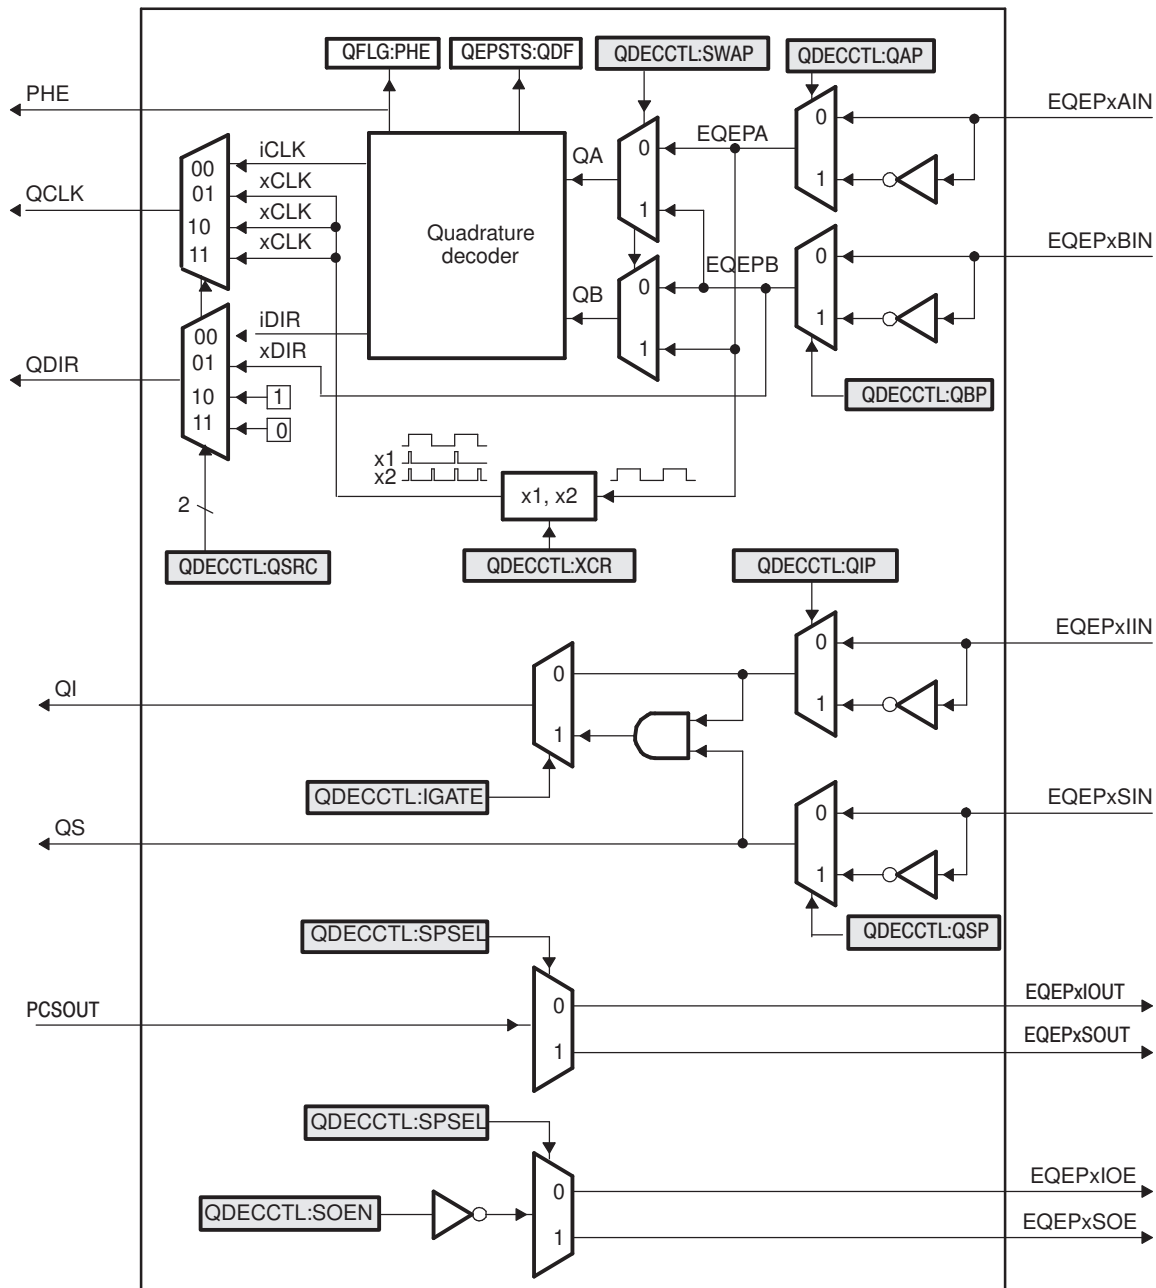 QFLG:PHE
QEPSTS:QDF
QDECCTL:SWAP
QDECCTL:QAP
PHE
EQEPxAIN
0
EQEPA
iCLK
QA
0
00
xCLK
01
1
QCLK
xCLK
10
1
xCLK
11
Quadrature
decoder
EQEPxBIN
0
EQEPB
QB
0
iDIR
00
1
xDIR
01
1
QDIR
10
1
QDECCTL:QBP
11
0
x1
x2
x1, x2
2
QDECCTL:QSRC
QDECCTL:XCR
QDECCTL:QIP
EQEPxIIN
0
0
QI
1
1
QDECCTL:IGATE
EQEPxSIN
0
QS
1
QDECCTL:SPSEL
QDECCTL:QSP
EQEPxIOUT
PCSOUT
0
EQEPxSOUT
1
QDECCTL:SPSEL
EQEPxIOE
0
QDECCTL:SOEN
EQEPxSOE
1